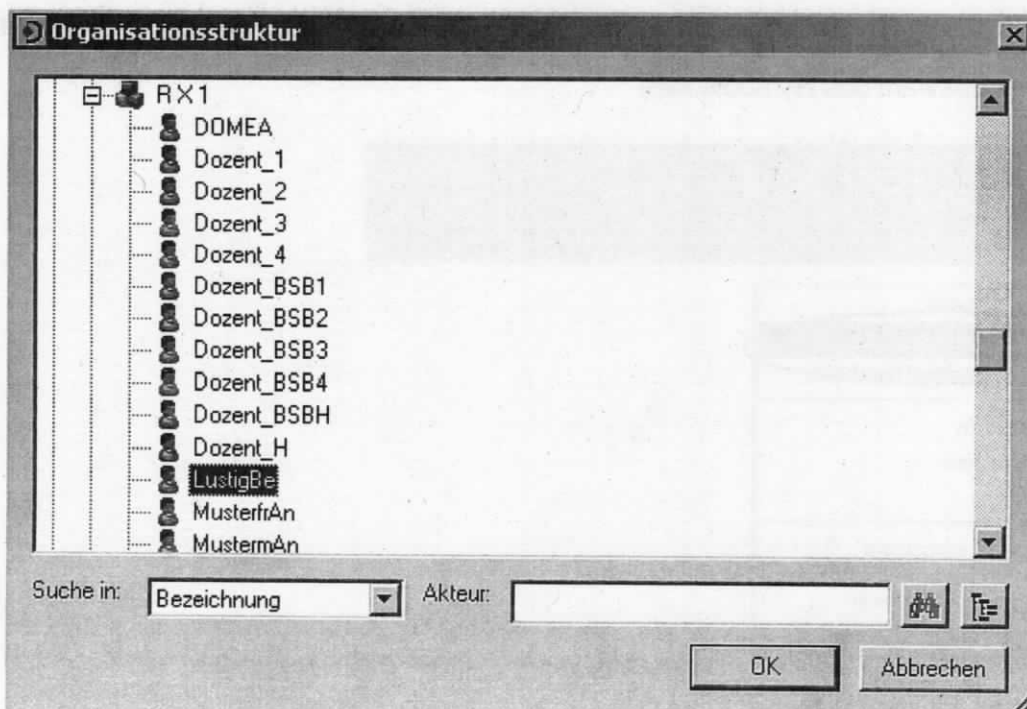 Organisationsstruktur
RX1
DOMEA
Dozent_1
Dozent_2
Dozent_3
Dozent_4
Dozent_BSB1
Dozent_BSB2
Dozent_BSB3
Dozent_BSB4
Dozent_BSBH
Dozent_H
LustigBe
MusterfrAn
MustermAn
Suche in: Bezeichnung Akteur:
OK Abbrechen